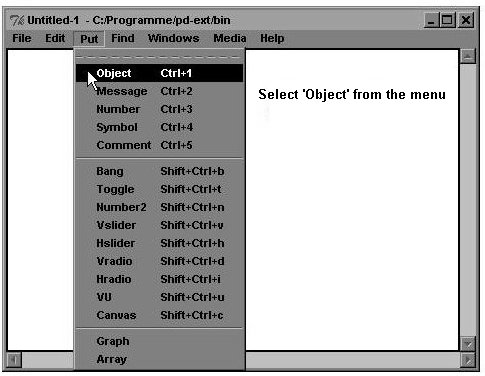 Untitled-1 - C:/Programme/pd-ext/bin
File Edit Put Find Windows Media Help
Object Ctrl+1
Message Ctrl+2
Number Ctrl+3
Symbol Ctrl+4
Comment Ctrl+5
Bang Shift+Ctrl+b
Toggle Shift+Ctrl+t
Number2 Shift+Ctrl+n
Vslider Shift+Ctrl+v
Hslider Shift+Ctrl+h
Vradio Shift+Ctrl+d
Hradio Shift+Ctrl+i
VU Shift+Ctrl+u
Canvas Shift+Ctrl+c
Graph
Array
Select 'Object' from the menu